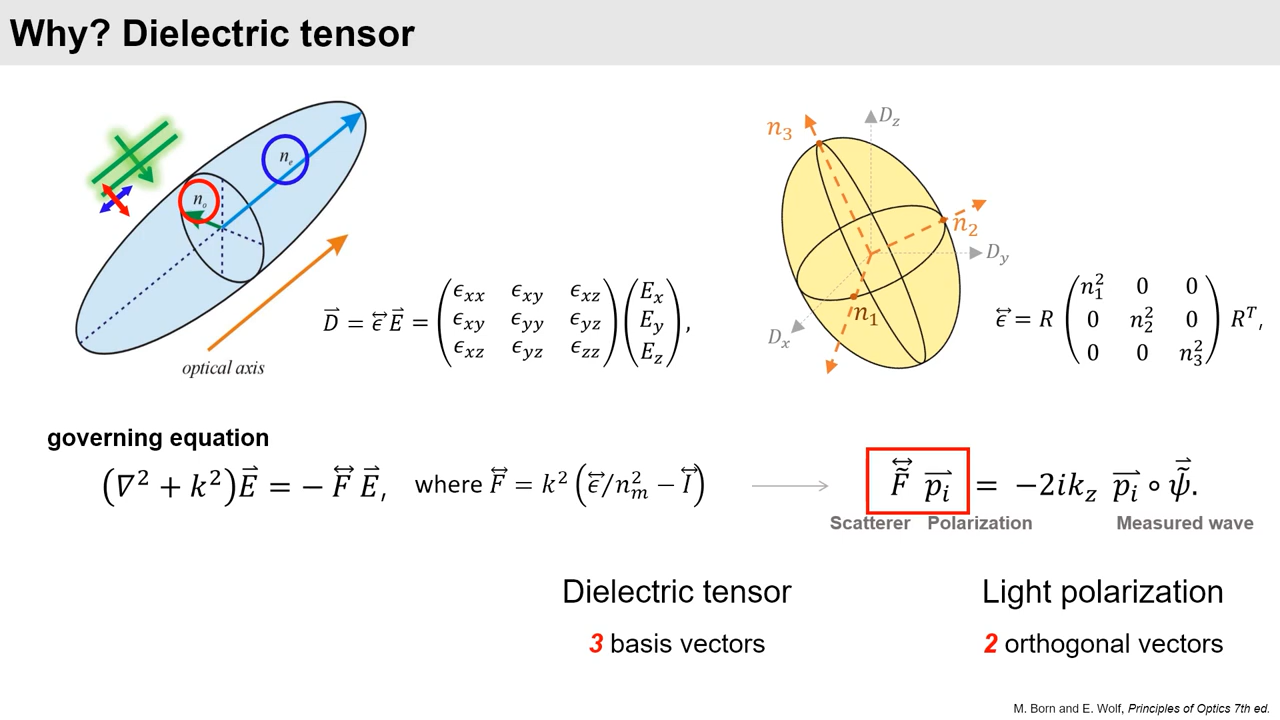 Why? Dielectric tensor
n_e
n_o
optical axis
n_3
D_z
n_2
D_y
n_1
D_x
D⃗ = ϵ⃡ E⃗ = (ϵ_xx ϵ_xy ϵ_xz; ϵ_xy ϵ_yy ϵ_yz; ϵ_xz ϵ_yz ϵ_zz) (E_x; E_y; E_z),
ϵ⃡ = R (n_1^2 0 0; 0 n_2^2 0; 0 0 n_3^2) R^T,
governing equation
(∇^2 + k^2)E⃗ = − F⃡ E⃗, where F⃡ = k^2 (ϵ⃡/n_m^2 − I⃡)
F̃⃡ p_i⃗ = −2ik_z p_i⃗ ∘ ψ̃⃗.
Scatterer Polarization Measured wave
Dielectric tensor
3 basis vectors
Light polarization
2 orthogonal vectors
M. Born and E. Wolf, Principles of Optics 7th ed.